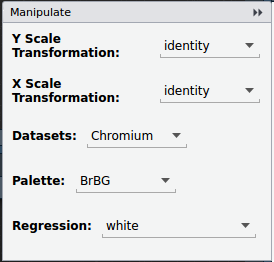 Manipulate
Y Scale
Transformation: identity
X Scale
Transformation: identity
Datasets: Chromium
Palette: BrBG
Regression: white